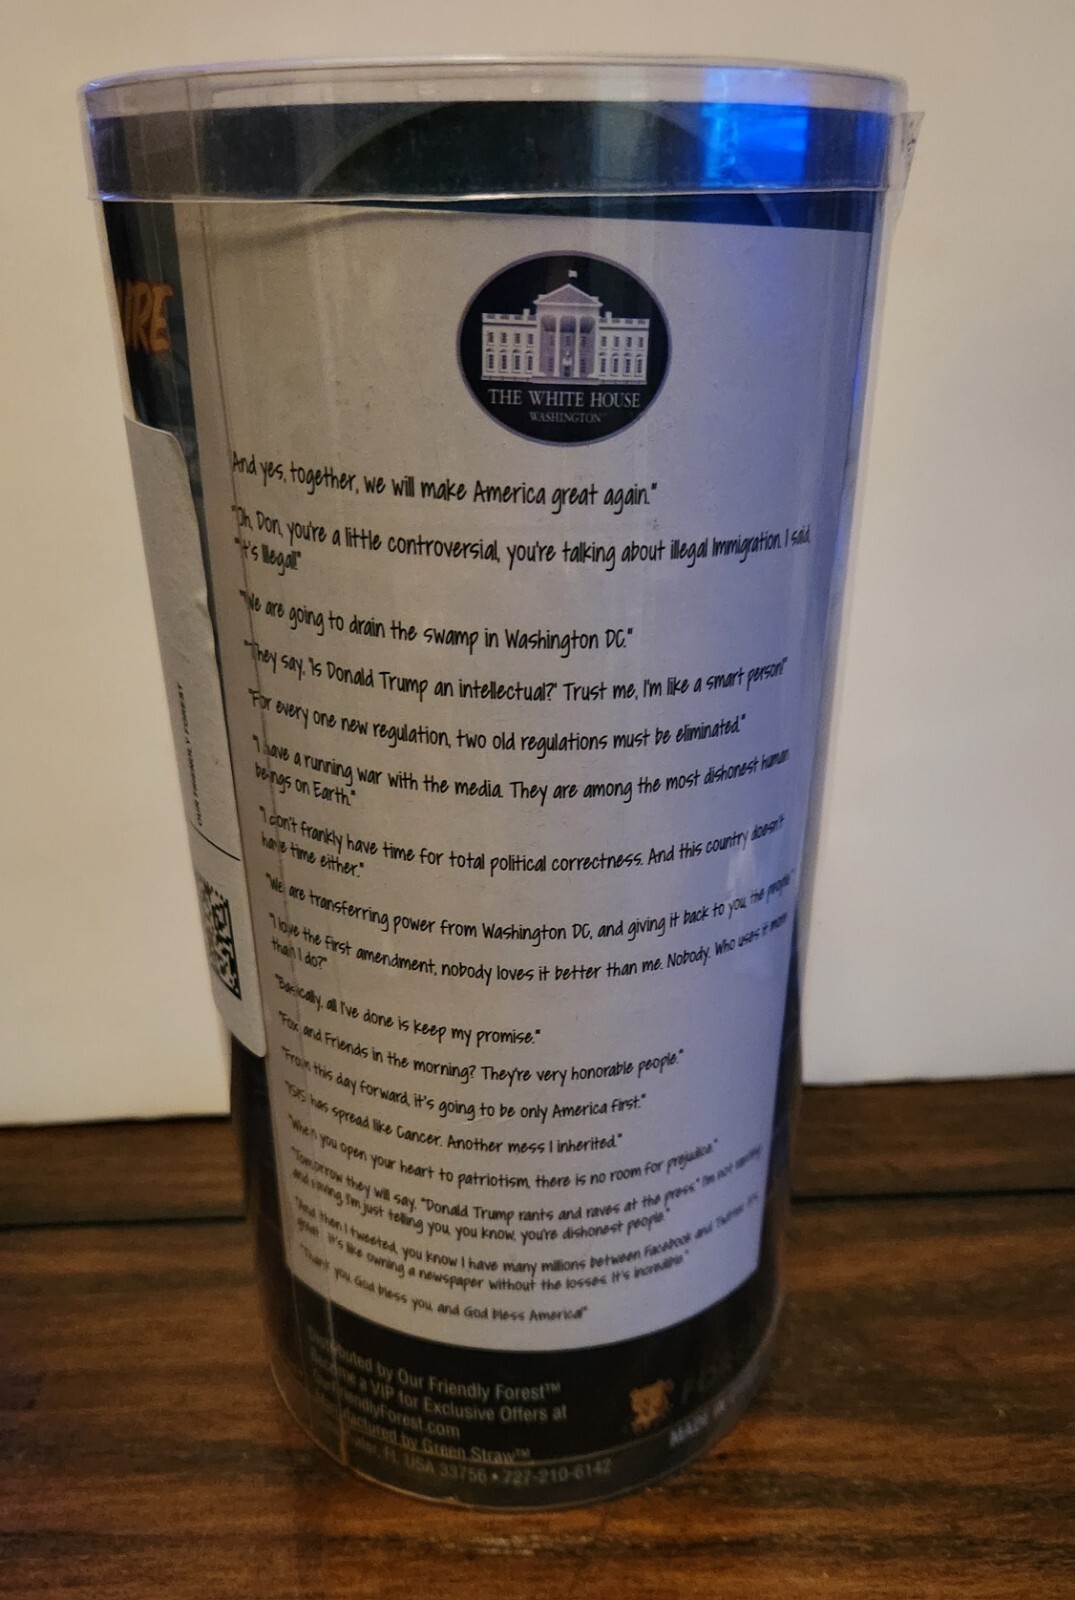 URE
THE WHITE HOUSE
WASHINGTON
And yes, together, we will make America great again."
"Oh, Don, you're a little controversial, you're talking about illegal Immigration. I said,
"It's Illegal!"
"We are going to drain the swamp in Washington DC."
"They say, 'Is Donald Trump an intellectual?' Trust me, I'm like a smart person!"
"For every one new regulation, two old regulations must be eliminated."
"I have a running war with the media. They are among the most dishonest human
beings on Earth."
"I don't frankly have time for total political correctness. And this country doesn't
have time either."
"We are transferring power from Washington DC, and giving it back to you, the people."
"I love the first amendment, nobody loves it better than me. Nobody. Who uses it more
than I do?"
"Basically, all I've done is keep my promise."
"Fox and Friends in the morning? They're very honorable people."
"From this day forward, it's going to be only America first."
"ISIS has spread like Cancer. Another mess I inherited."
"When you open your heart to patriotism, there is no room for prejudice."
"Tomorrow they will say, "Donald Trump rants and raves at the press." I'm not ranting
and raving, I'm just telling you, you know, you're dishonest people."
"And then I tweeted, you know I have many millions between Facebook and Twitter. It's
great. It's like owning a newspaper without the losses. It's incredible."
"Thank you, God bless you, and God bless America!"
OUR FRIENDLY FOREST
Distributed by Our Friendly Forest™
Become a VIP for Exclusive Offers at
OurFriendlyForest.com
Manufactured by Green Straw™
FL USA 33756 • 727-210-6142
MADE IN